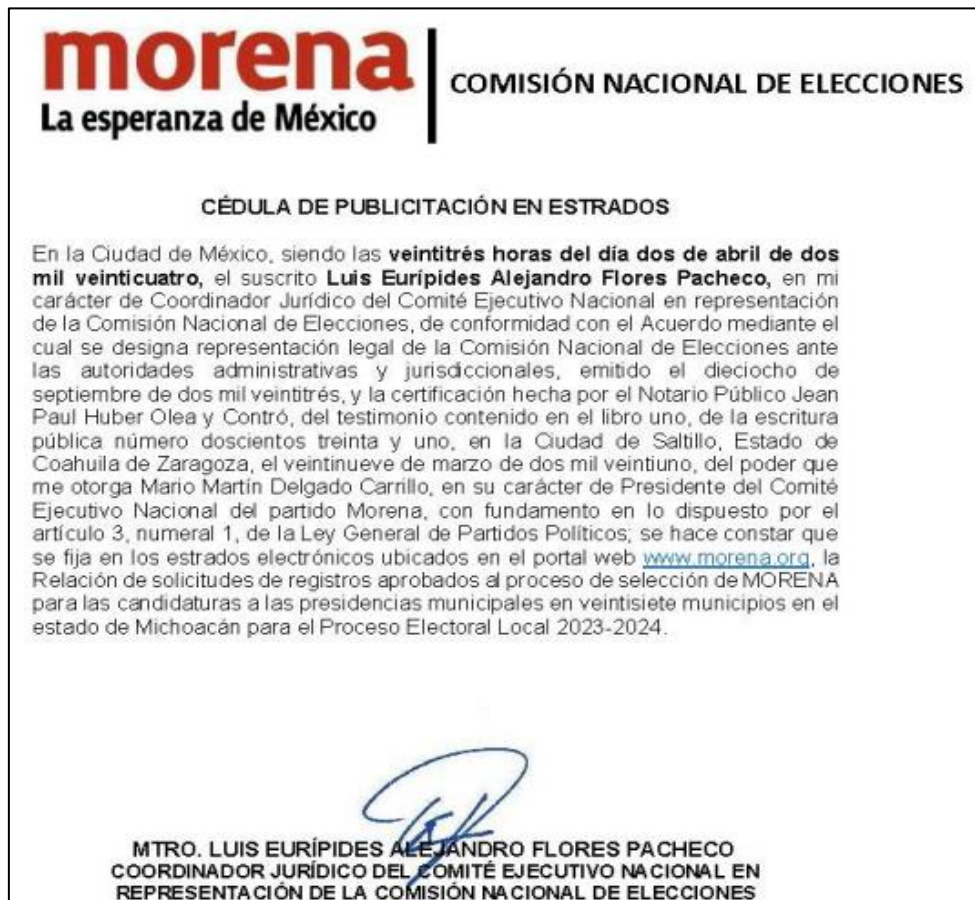 morena
La esperanza de México
COMISIÓN NACIONAL DE ELECCIONES
CÉDULA DE PUBLICITACIÓN EN ESTRADOS
En la Ciudad de México, siendo las veintitrés horas del día dos de abril de dos
mil veinticuatro, el suscrito Luis Eurípides Alejandro Flores Pacheco, en mi
carácter de Coordinador Jurídico del Comité Ejecutivo Nacional en representación
de la Comisión Nacional de Elecciones, de conformidad con el Acuerdo mediante el
cual se designa representación legal de la Comisión Nacional de Elecciones ante
las autoridades administrativas y jurisdiccionales, emitido el dieciocho de
septiembre de dos mil veintitrés, y la certificación hecha por el Notario Público Jean
Paul Huber Olea y Contró, del testimonio contenido en el libro uno, de la escritura
pública número doscientos treinta y uno, en la Ciudad de Saltillo, Estado de
Coahuila de Zaragoza, el veintinueve de marzo de dos mil veintiuno, del poder que
me otorga Mario Martín Delgado Carrillo, en su carácter de Presidente del Comité
Ejecutivo Nacional del partido Morena, con fundamento en lo dispuesto por el
artículo 3, numeral 1, de la Ley General de Partidos Políticos; se hace constar que
se fija en los estrados electrónicos ubicados en el portal web www.morena.org, la
Relación de solicitudes de registros aprobados al proceso de selección de MORENA
para las candidaturas a las presidencias municipales en veintisiete municipios en el
estado de Michoacán para el Proceso Electoral Local 2023-2024.
MTRO. LUIS EURÍPIDES ALEJANDRO FLORES PACHECO
COORDINADOR JURÍDICO DEL COMITÉ EJECUTIVO NACIONAL EN
REPRESENTACIÓN DE LA COMISIÓN NACIONAL DE ELECCIONES